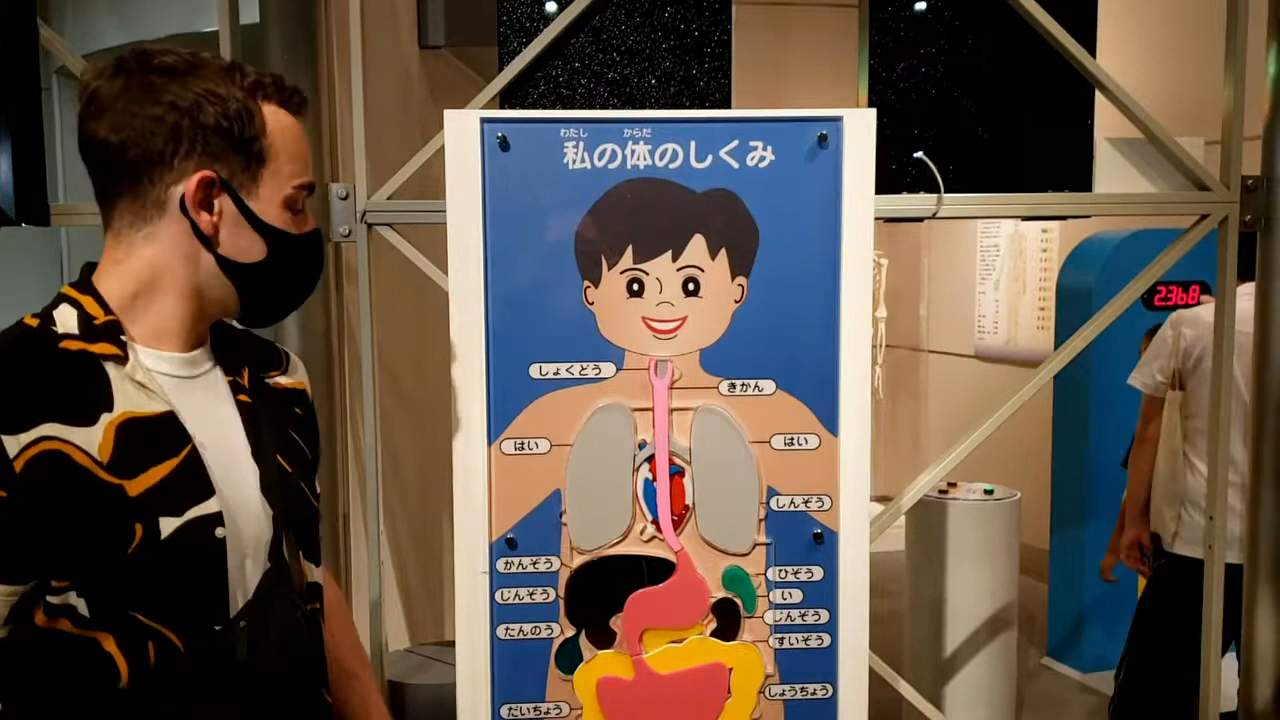 わたし からだ
私の体のしくみ
しょくどう
きかん
はい
はい
しんぞう
かんぞう
ひぞう
じんぞう
い
たんのう
じんぞう
すいぞう
だいちょう
しょうちょう
2368